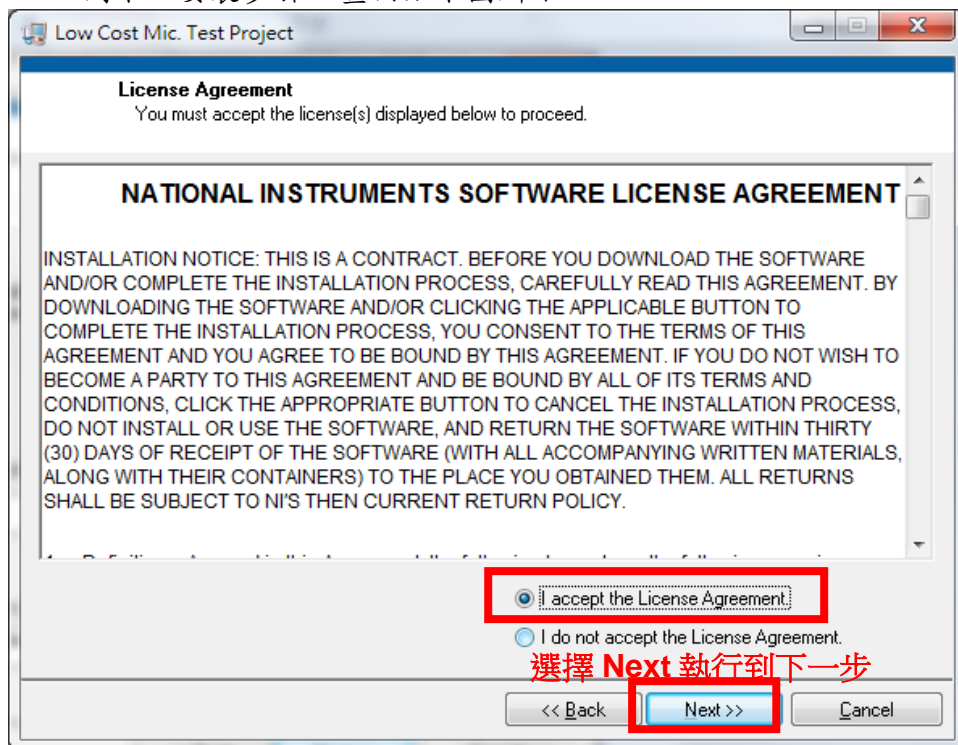 Low Cost Mic. Test Project
License Agreement
You must accept the license(s) displayed below to proceed.
NATIONAL INSTRUMENTS SOFTWARE LICENSE AGREEMENT
INSTALLATION NOTICE: THIS IS A CONTRACT. BEFORE YOU DOWNLOAD THE SOFTWARE
AND/OR COMPLETE THE INSTALLATION PROCESS, CAREFULLY READ THIS AGREEMENT. BY
DOWNLOADING THE SOFTWARE AND/OR CLICKING THE APPLICABLE BUTTON TO
COMPLETE THE INSTALLATION PROCESS, YOU CONSENT TO THE TERMS OF THIS
AGREEMENT AND YOU AGREE TO BE BOUND BY THIS AGREEMENT. IF YOU DO NOT WISH TO
BECOME A PARTY TO THIS AGREEMENT AND BE BOUND BY ALL OF ITS TERMS AND
CONDITIONS, CLICK THE APPROPRIATE BUTTON TO CANCEL THE INSTALLATION PROCESS,
DO NOT INSTALL OR USE THE SOFTWARE, AND RETURN THE SOFTWARE WITHIN THIRTY
(30) DAYS OF RECEIPT OF THE SOFTWARE (WITH ALL ACCOMPANYING WRITTEN MATERIALS,
ALONG WITH THEIR CONTAINERS) TO THE PLACE YOU OBTAINED THEM. ALL RETURNS
SHALL BE SUBJECT TO NI'S THEN CURRENT RETURN POLICY.
I accept the License Agreement.
I do not accept the License Agreement.
選擇 Next 執行到下一步
<< Back
Next >>
Cancel